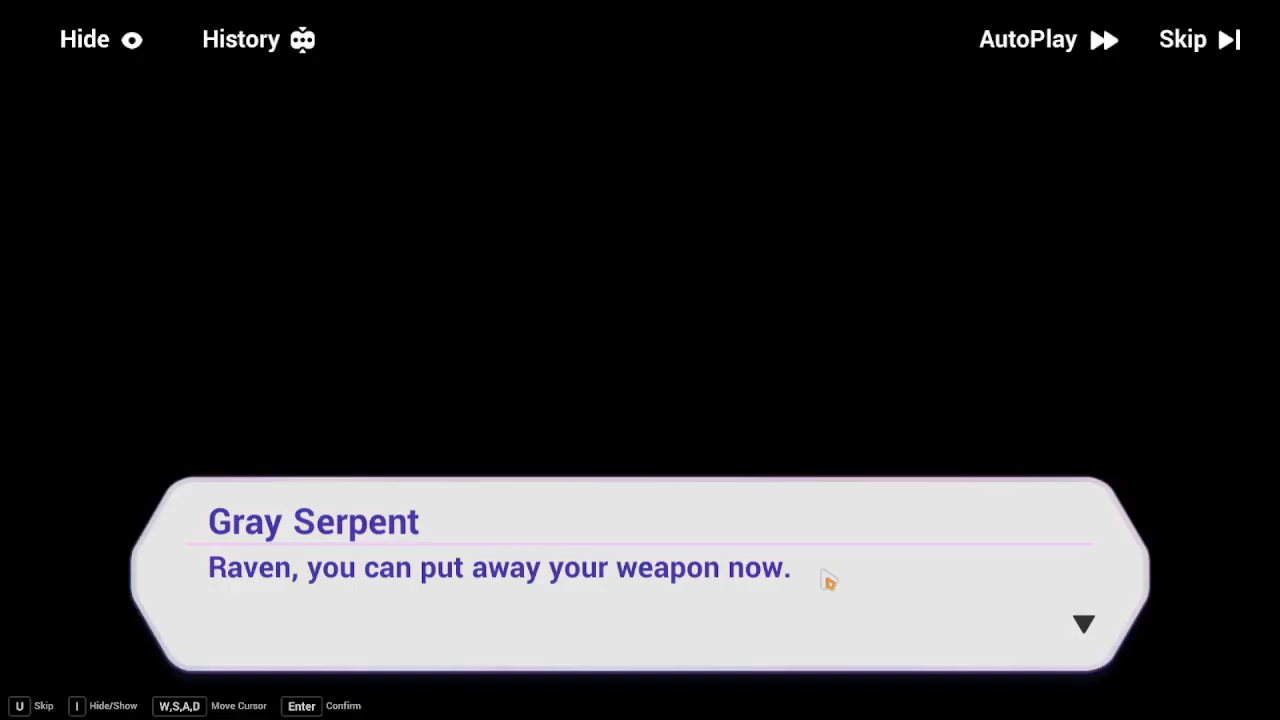 Hide
History
AutoPlay
Skip
Gray Serpent
Raven, you can put away your weapon now.
U Skip
I Hide/Show
W,S,A,D Move Cursor
Enter Confirm